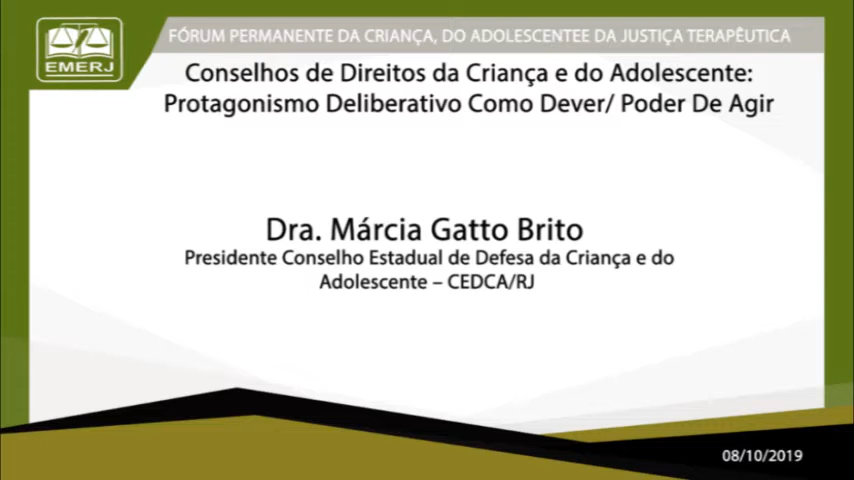 EMERJ
FÓRUM PERMANENTE DA CRIANÇA, DO ADOLESCENTEE DA JUSTIÇA TERAPÊUTICA
Conselhos de Direitos da Criança e do Adolescente:
Protagonismo Deliberativo Como Dever/ Poder De Agir
Dra. Márcia Gatto Brito
Presidente Conselho Estadual de Defesa da Criança e do
Adolescente – CEDCA/RJ
08/10/2019